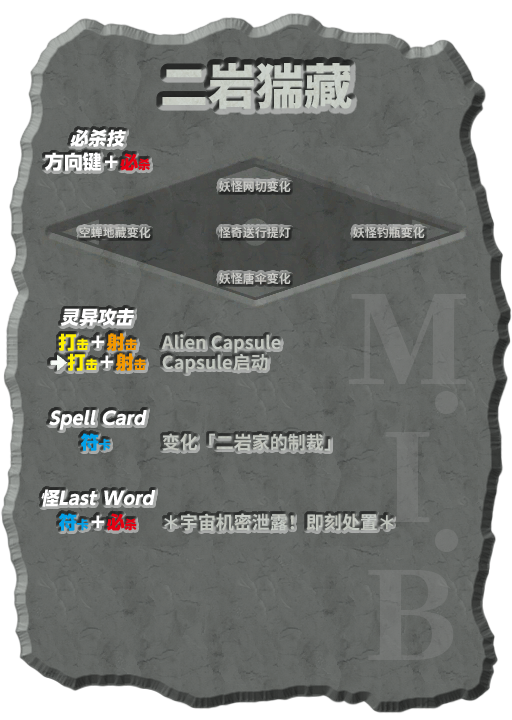 二岩猯藏
必杀技
方向键＋必杀
妖怪网切变化
空蝉地藏变化 怪奇送行提灯 妖怪钓瓶变化
妖怪唐伞变化
灵异攻击
打击＋射击 Alien Capsule
➔打击＋射击 Capsule启动
Spell Card
符卡 变化「二岩家的制裁」
怪Last Word
符卡＋必杀 ＊宇宙机密泄露！即刻处置＊
M.I.B